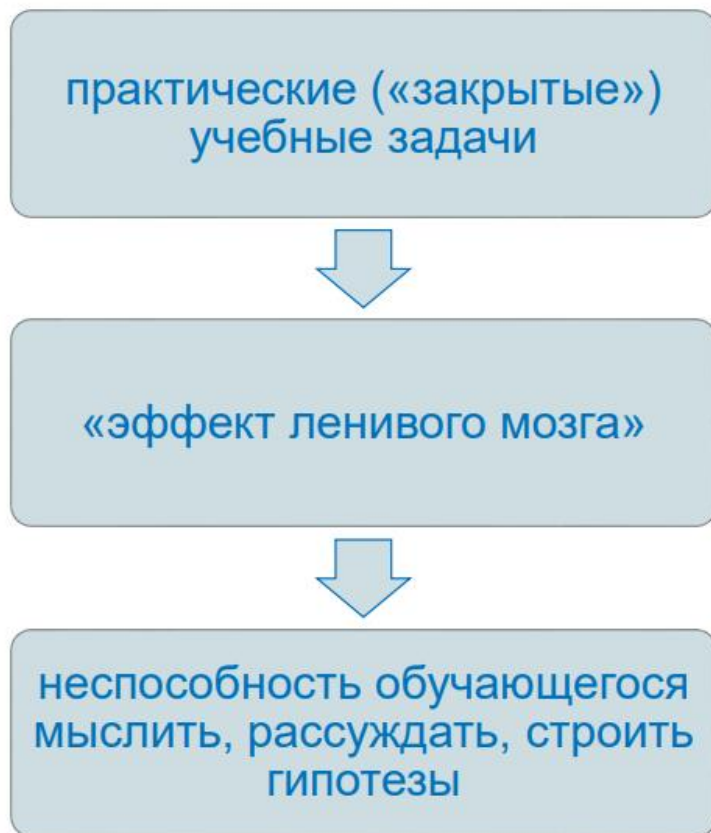 практические («закрытые»)
учебные задачи
«эффект ленивого мозга»
неспособность обучающегося
мыслить, рассуждать, строить
гипотезы